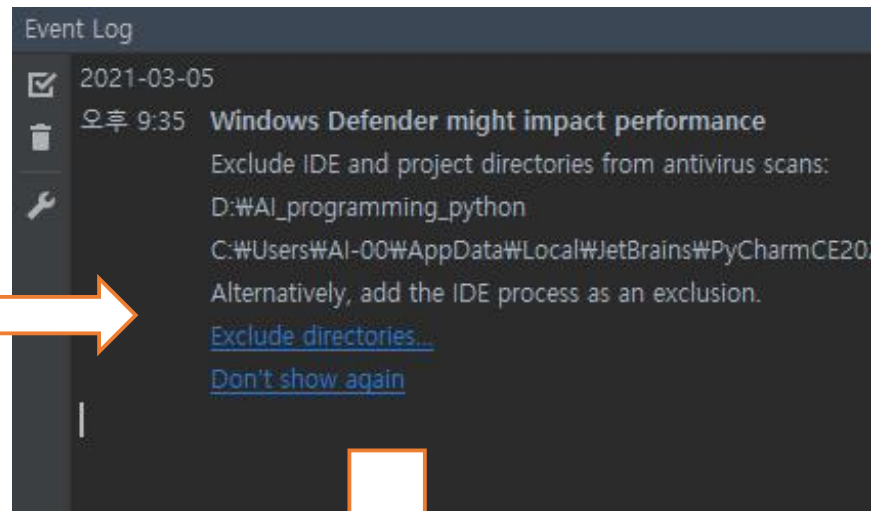 Event Log
2021-03-05
오후 9:35 Windows Defender might impact performance
Exclude IDE and project directories from antivirus scans:
D:₩AI_programming_python
C:₩Users₩AI-00₩AppData₩Local₩JetBrains₩PyCharmCE202
Alternatively, add the IDE process as an exclusion.
Exclude directories...
Don't show again